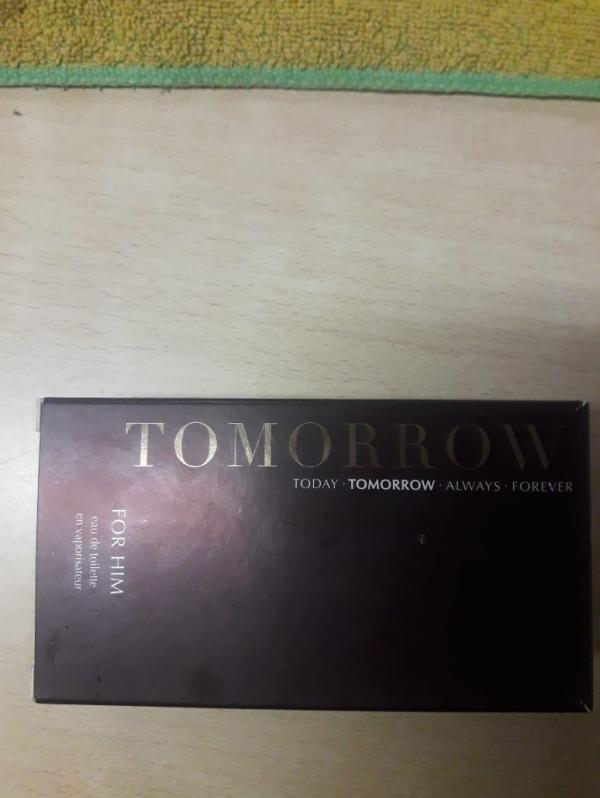 TOMORROW
TODAY · TOMORROW · ALWAYS · FOREVER
FOR HIM
eau de toilette
en vaporisateur